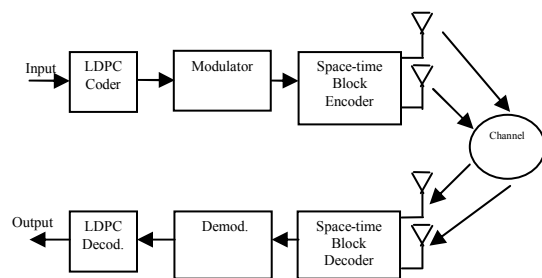 Input
LDPC
Coder
Modulator
Space-time
Block
Encoder
Channel
Output
LDPC
Decod.
Demod.
Space-time
Block
Decoder